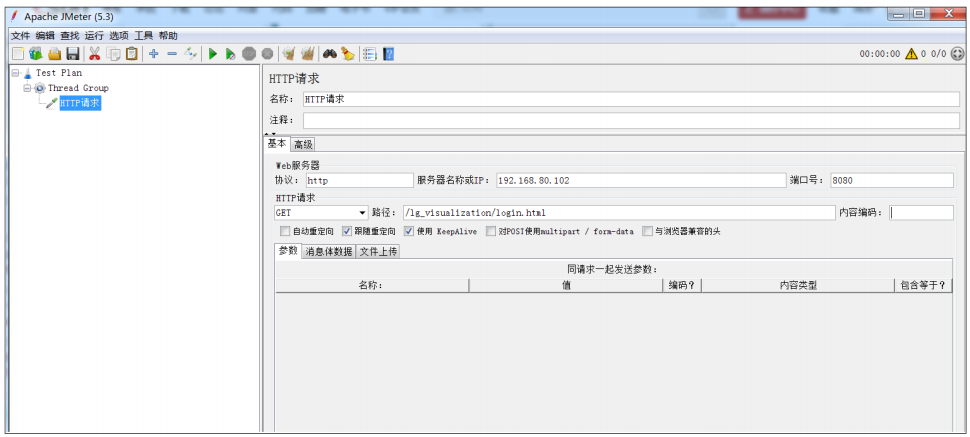 Apache JMeter (5.3)
文件 编辑 查找 运行 选项 工具 帮助
00:00:00 0 0/0
Test Plan
Thread Group
HTTP请求
HTTP请求
名称： HTTP请求
注释：
基本 高级
Web服务器
协议： http 服务器名称或IP： 192.168.80.102 端口号： 8080
HTTP请求
GET 路径： /lg_visualization/login.html 内容编码：
自动重定向 跟随重定向 使用 KeepAlive 对POST使用multipart / form-data 与浏览器兼容的头
参数 消息体数据 文件上传
同请求一起发送参数：
名称： 值 编码？ 内容类型 包含等于？